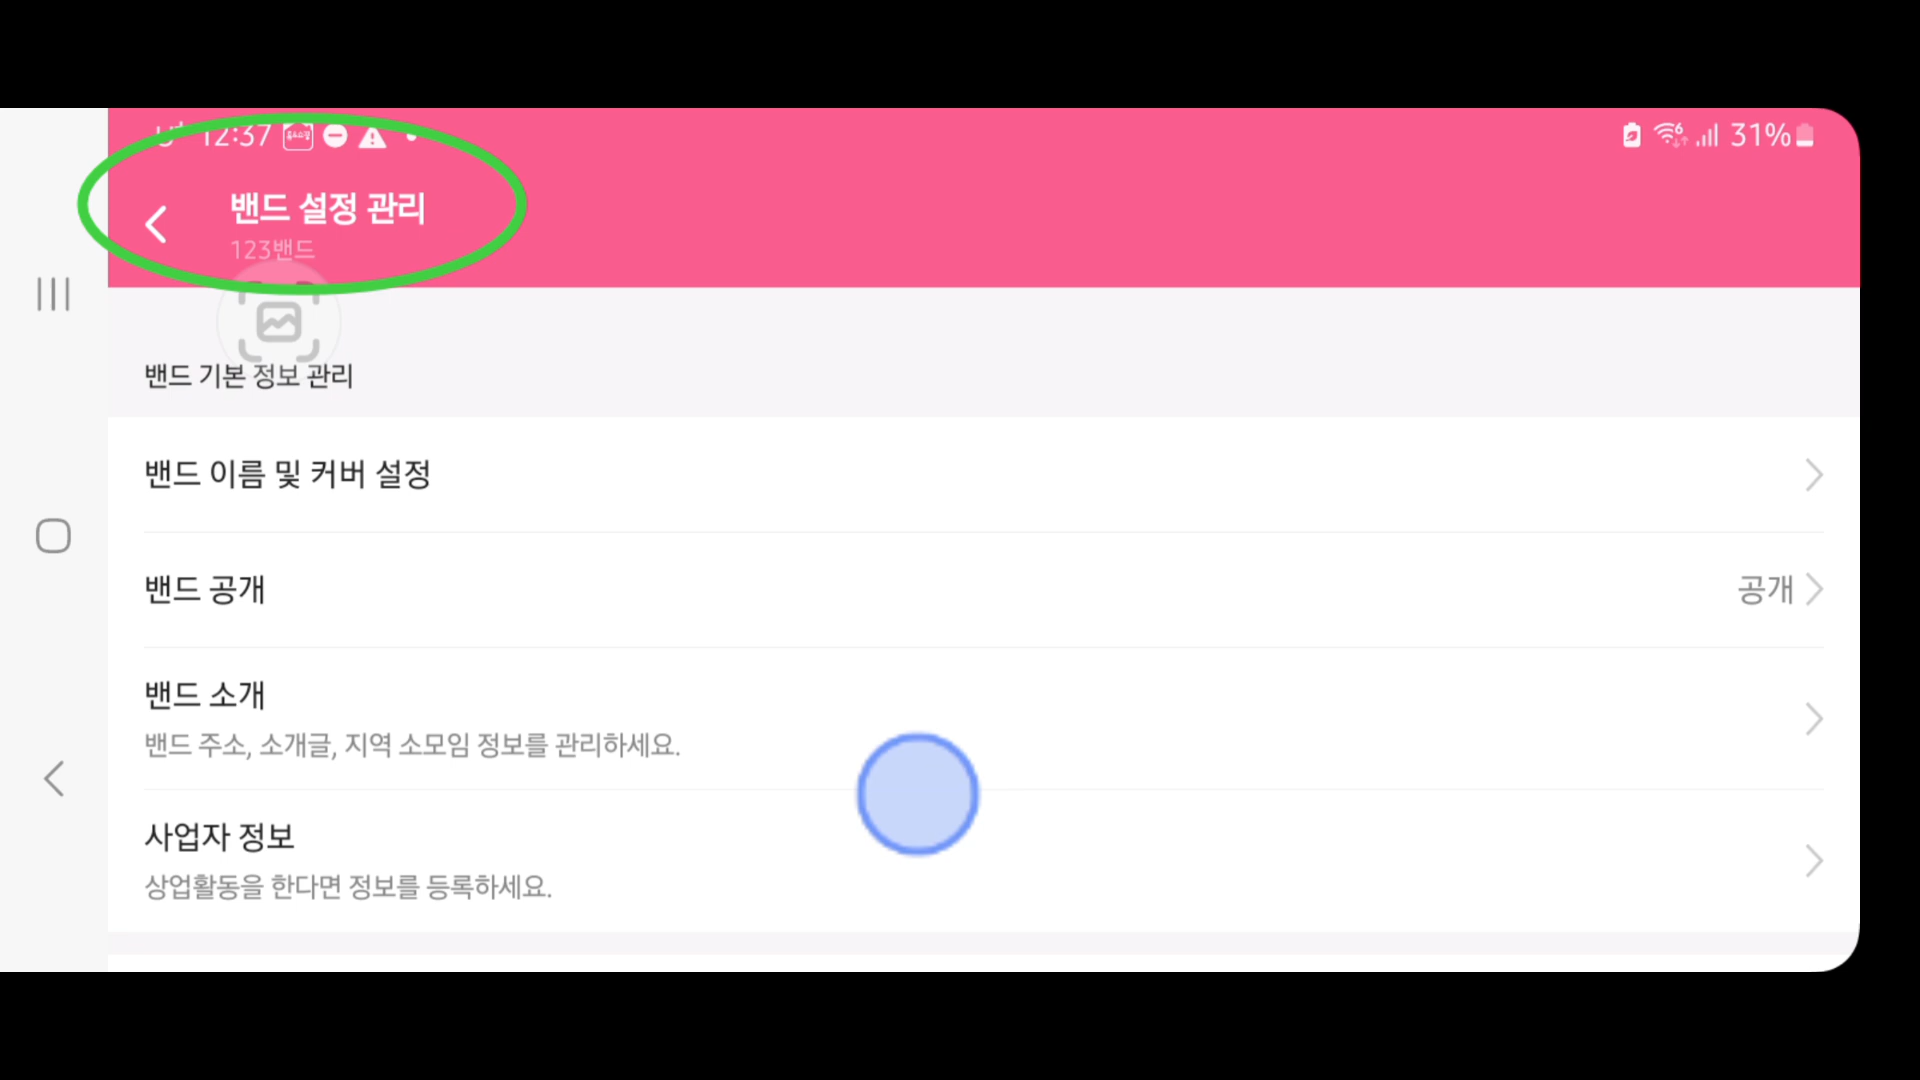 12:37
31%
밴드 설정 관리
123밴드
밴드 기본 정보 관리
밴드 이름 및 커버 설정
밴드 공개
공개
밴드 소개
밴드 주소, 소개글, 지역 소모임 정보를 관리하세요.
사업자 정보
상업활동을 한다면 정보를 등록하세요.